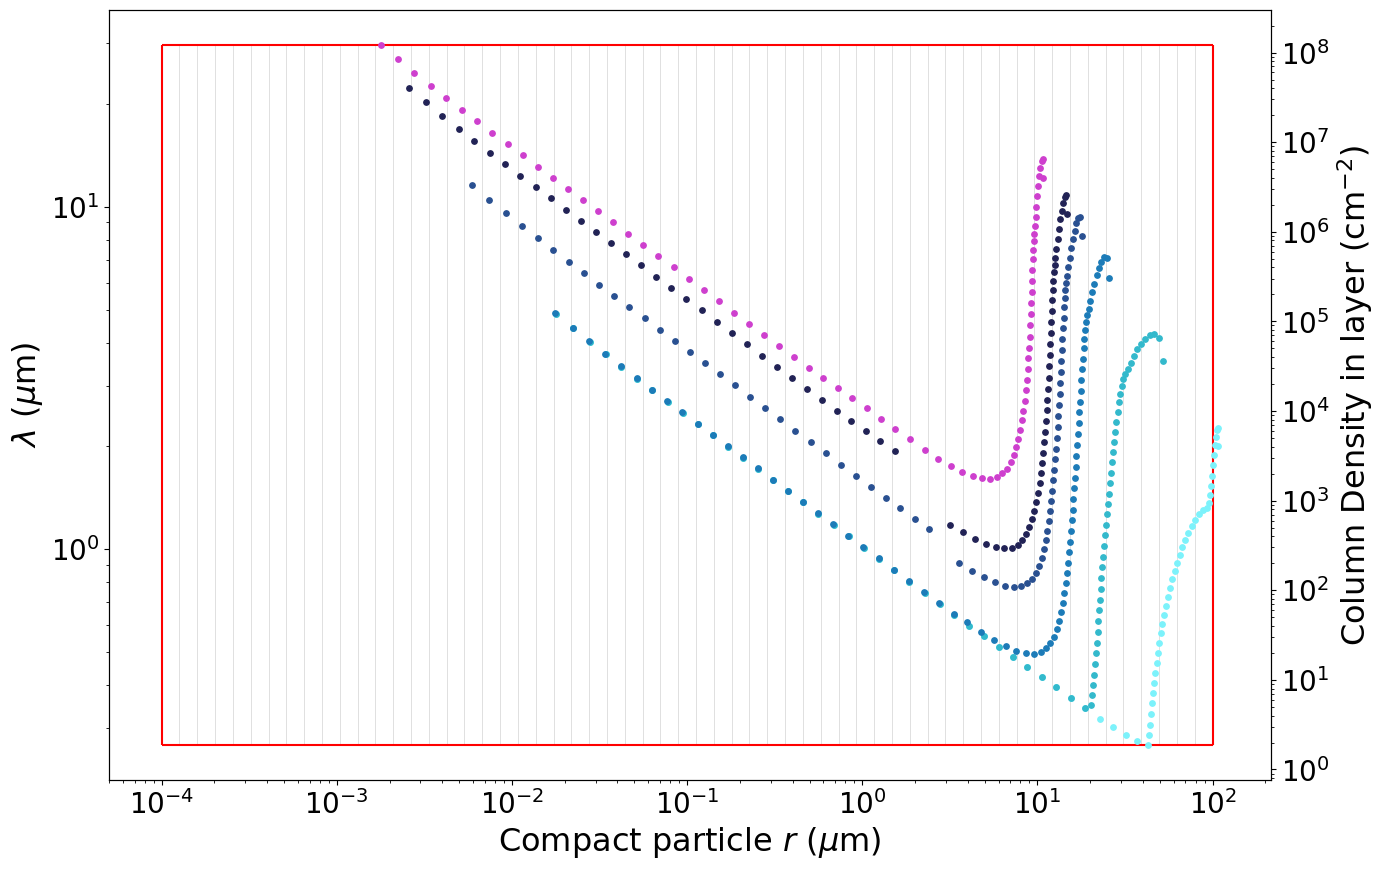 λ (μm)
10¹
10⁰
10⁸
10⁷
10⁶
10⁵
10⁴
10³
10²
10¹
10⁰
Column Density in layer (cm⁻²)
10⁻⁴ 10⁻³ 10⁻² 10⁻¹ 10⁰ 10¹ 10²
Compact particle r (μm)